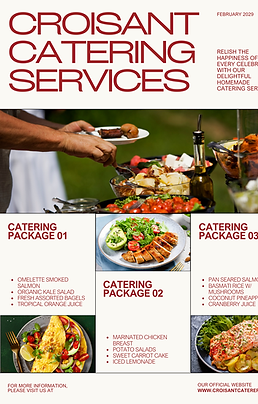 CROISANT
CATERING
SERVICES
FEBRUARY 2029
RELISH THE
HAPPINESS OF
EVERY CELEBR
WITH OUR
DELIGHTFUL
HOMEMADE
CATERING SER
CATERING
PACKAGE 01
OMELETTE SMOKED
SALMON
ORGANIC KALE SALAD
FRESH ASSORTED BAGELS
TROPICAL ORANGE JUICE
CATERING
PACKAGE 02
MARINATED CHICKEN
BREAST
POTATO SALADS
SWEET CARROT CAKE
ICED LEMONADE
CATERING
PACKAGE 03
PAN SEARED SALMO
BASMATI RICE W/
MUSHROOMS
COCONUT PINEAPP
CRANBERRY JUICE
FOR MORE INFORMATION,
PLEASE VISIT US AT
OUR OFFICIAL WEBSITE
WWW.CROISANTCATERE